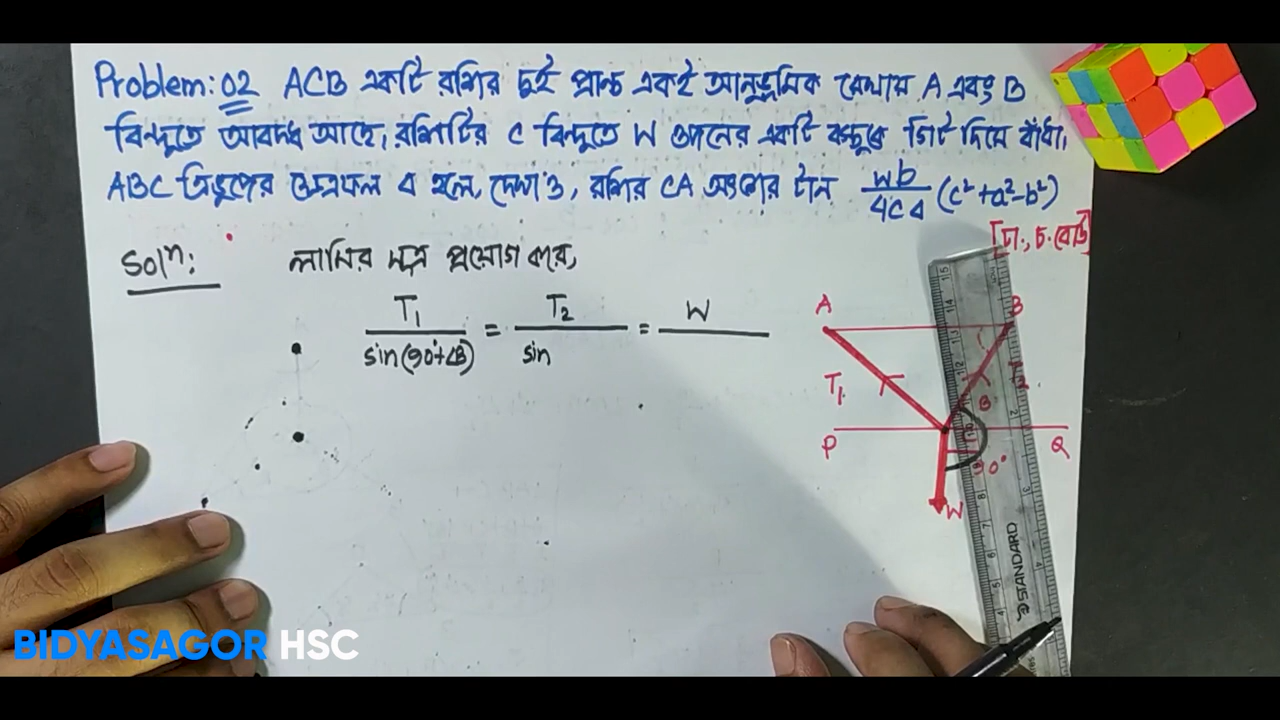 Problem: 02 ACB একটি রশির দুই প্রান্ত একই আনুভূমিক রেখায় A এবং B
বিন্দুতে আবদ্ধ আছে। রশিটির C বিন্দুতে W ওজনের একটি বস্তুকে গিট দিয়ে বাঁধা।
ABC ত্রিভুজের ক্ষেত্রফল ∆ হলে, দেখাও, রশির CA অংশের টান Wb/4c∆ (c²+a²-b²)
[ঢা., চ. বোর্ড]
Solⁿ: লামির সূত্র প্রয়োগ করে,
T₁/sin(90°+∠B) = T₂/sin = W/
A B
T₁ T₂
θ
P Q
90°
W
STANDARD
BIDYASAGOR HSC